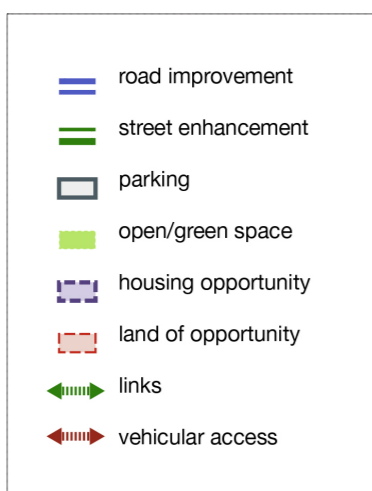 road improvement
street enhancement
parking
open/green space
housing opportunity
land of opportunity
links
vehicular access